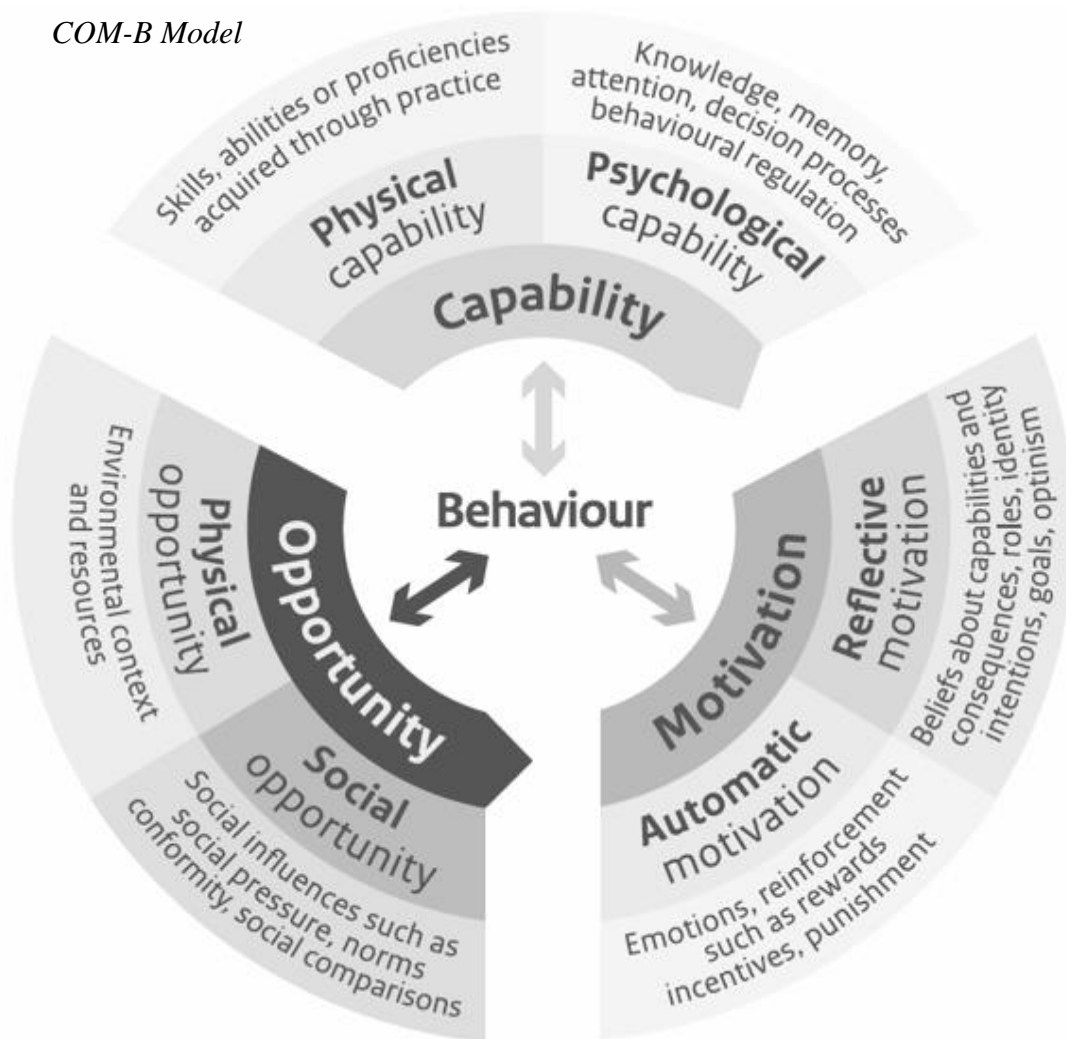 COM-B Model
Skills, abilities or proficiencies
acquired through practice
Physical
capability
Knowledge, memory,
attention, decision processes
behavioural regulation
Psychological
capability
Capability
Behaviour
Environmental context
and resources
Physical
opportunity
Opportunity
Social
opportunity
Social influences such as
social pressure, norms
conformity, social comparisons
Motivation
Reflective
motivation
Beliefs about capabilities and
consequences, roles, identity
intentions, goals, optinism
Automatic
motivation
Emotions, reinforcement
such as rewards
incentives, punishment